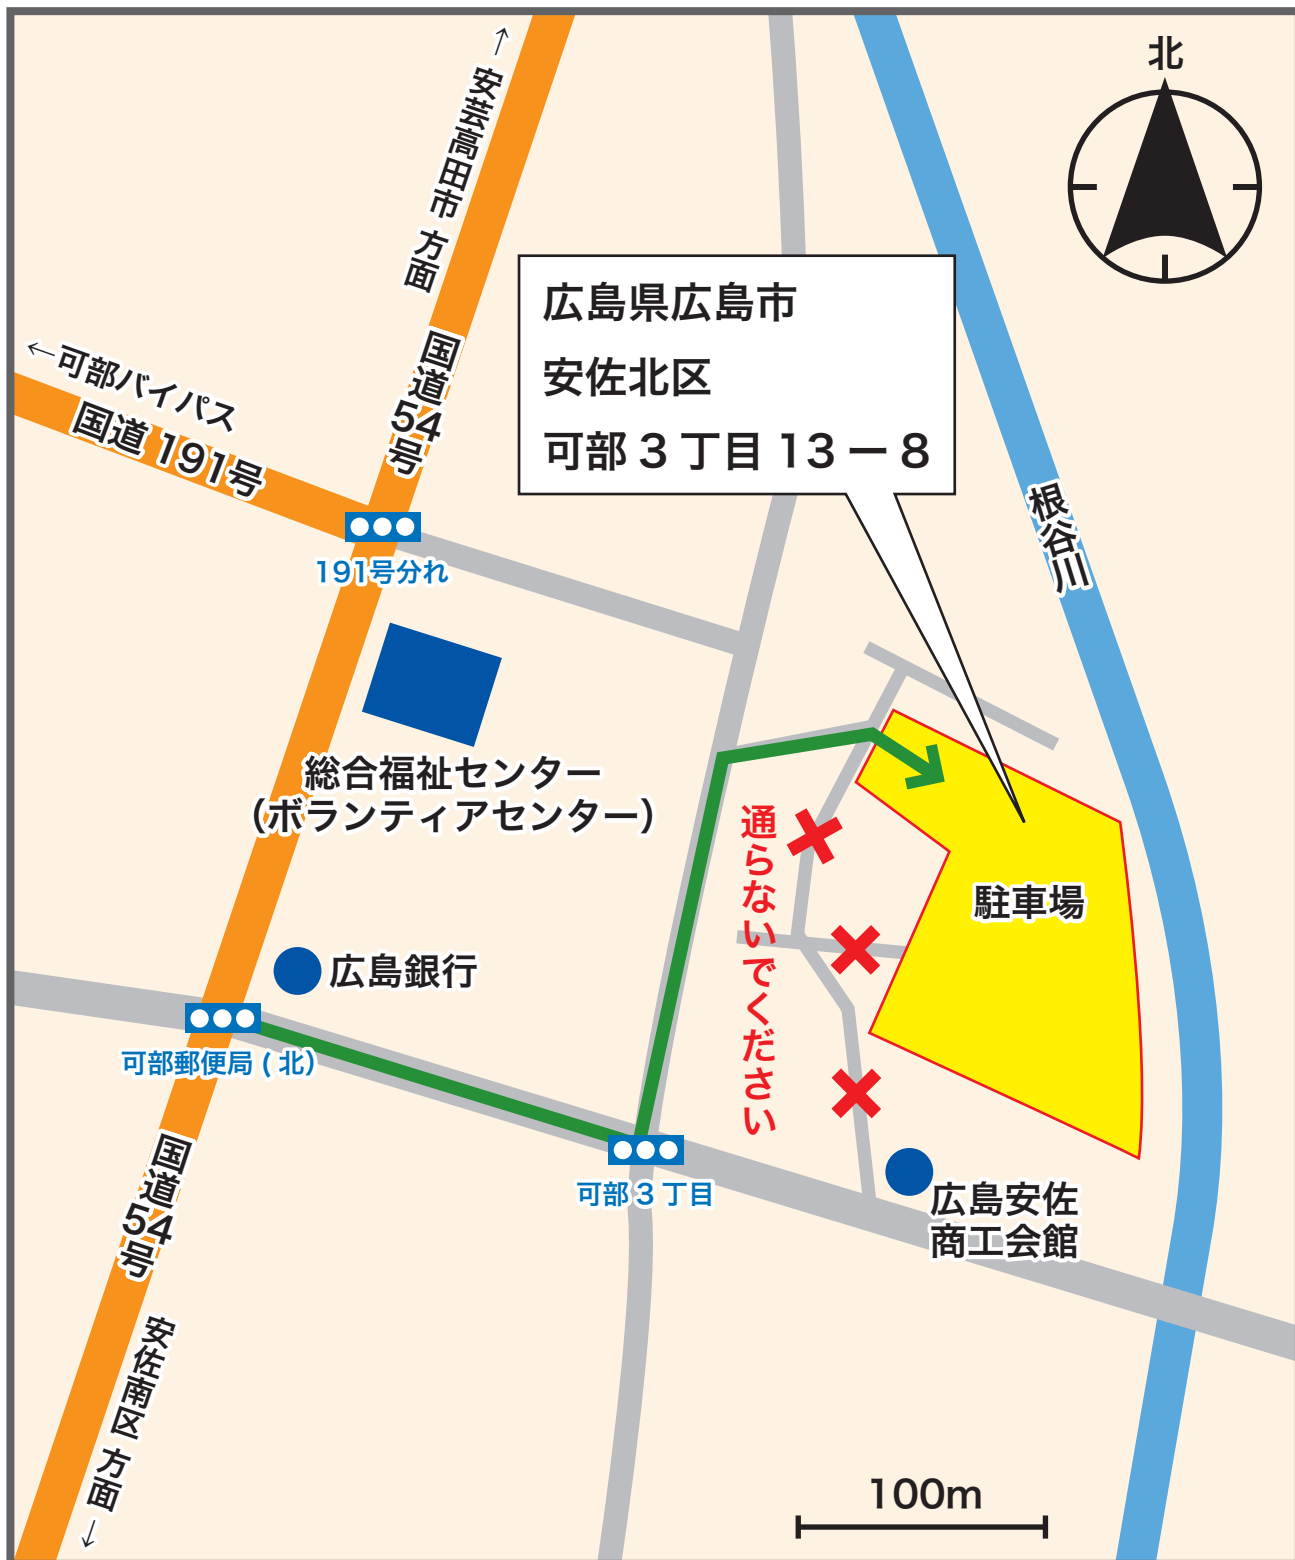 北
↑安芸高田市 方面
広島県広島市
安佐北区
可部3丁目13ー8
←可部バイパス
国道191号
国道54号
根谷川
191号分れ
総合福祉センター
（ボランティアセンター）
通らないでください
駐車場
広島銀行
可部郵便局(北)
国道54号
可部3丁目
広島安佐
商工会館
安佐南区 方面↓
100m